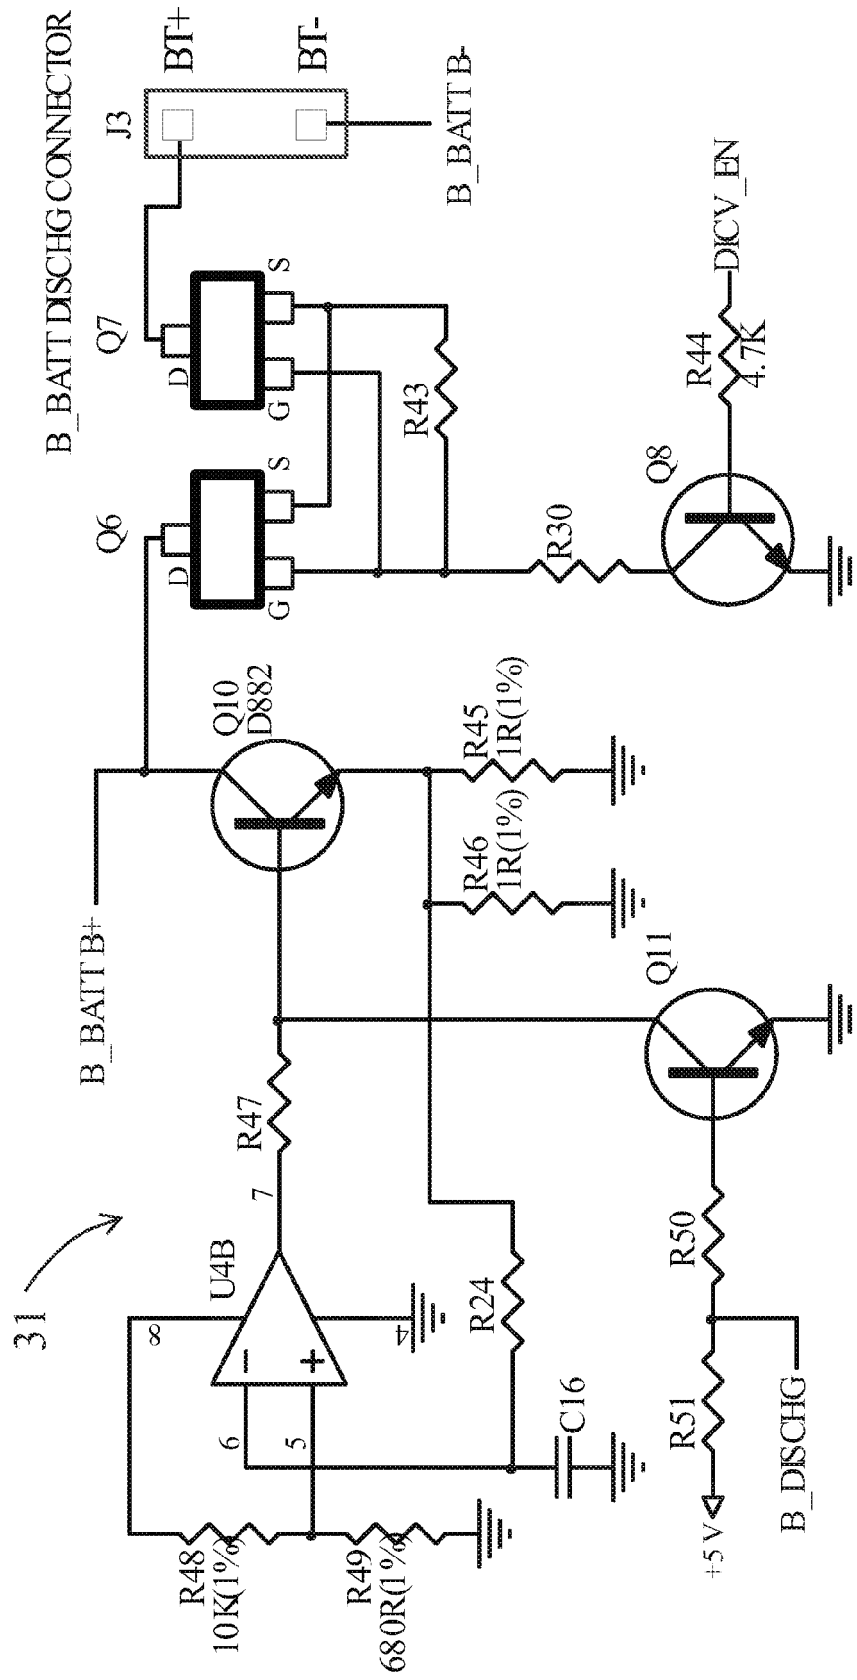 31
B_BATT DISCHG CONNECTOR
J3
BT+
BT-
B_BATT B-
Q7
D
S
G
Q6
D
S
G
R43
R30
Q8
R44
4.7K
DICV_EN
B_BATT B+
Q10
D882
R45
1R(1%)
R46
1R(1%)
Q11
R47
7
U4B
8
4
6
5
-
+
R24
C16
R48
10K(1%)
R49
680R(1%)
R50
R51
+5V
B_DISCHG